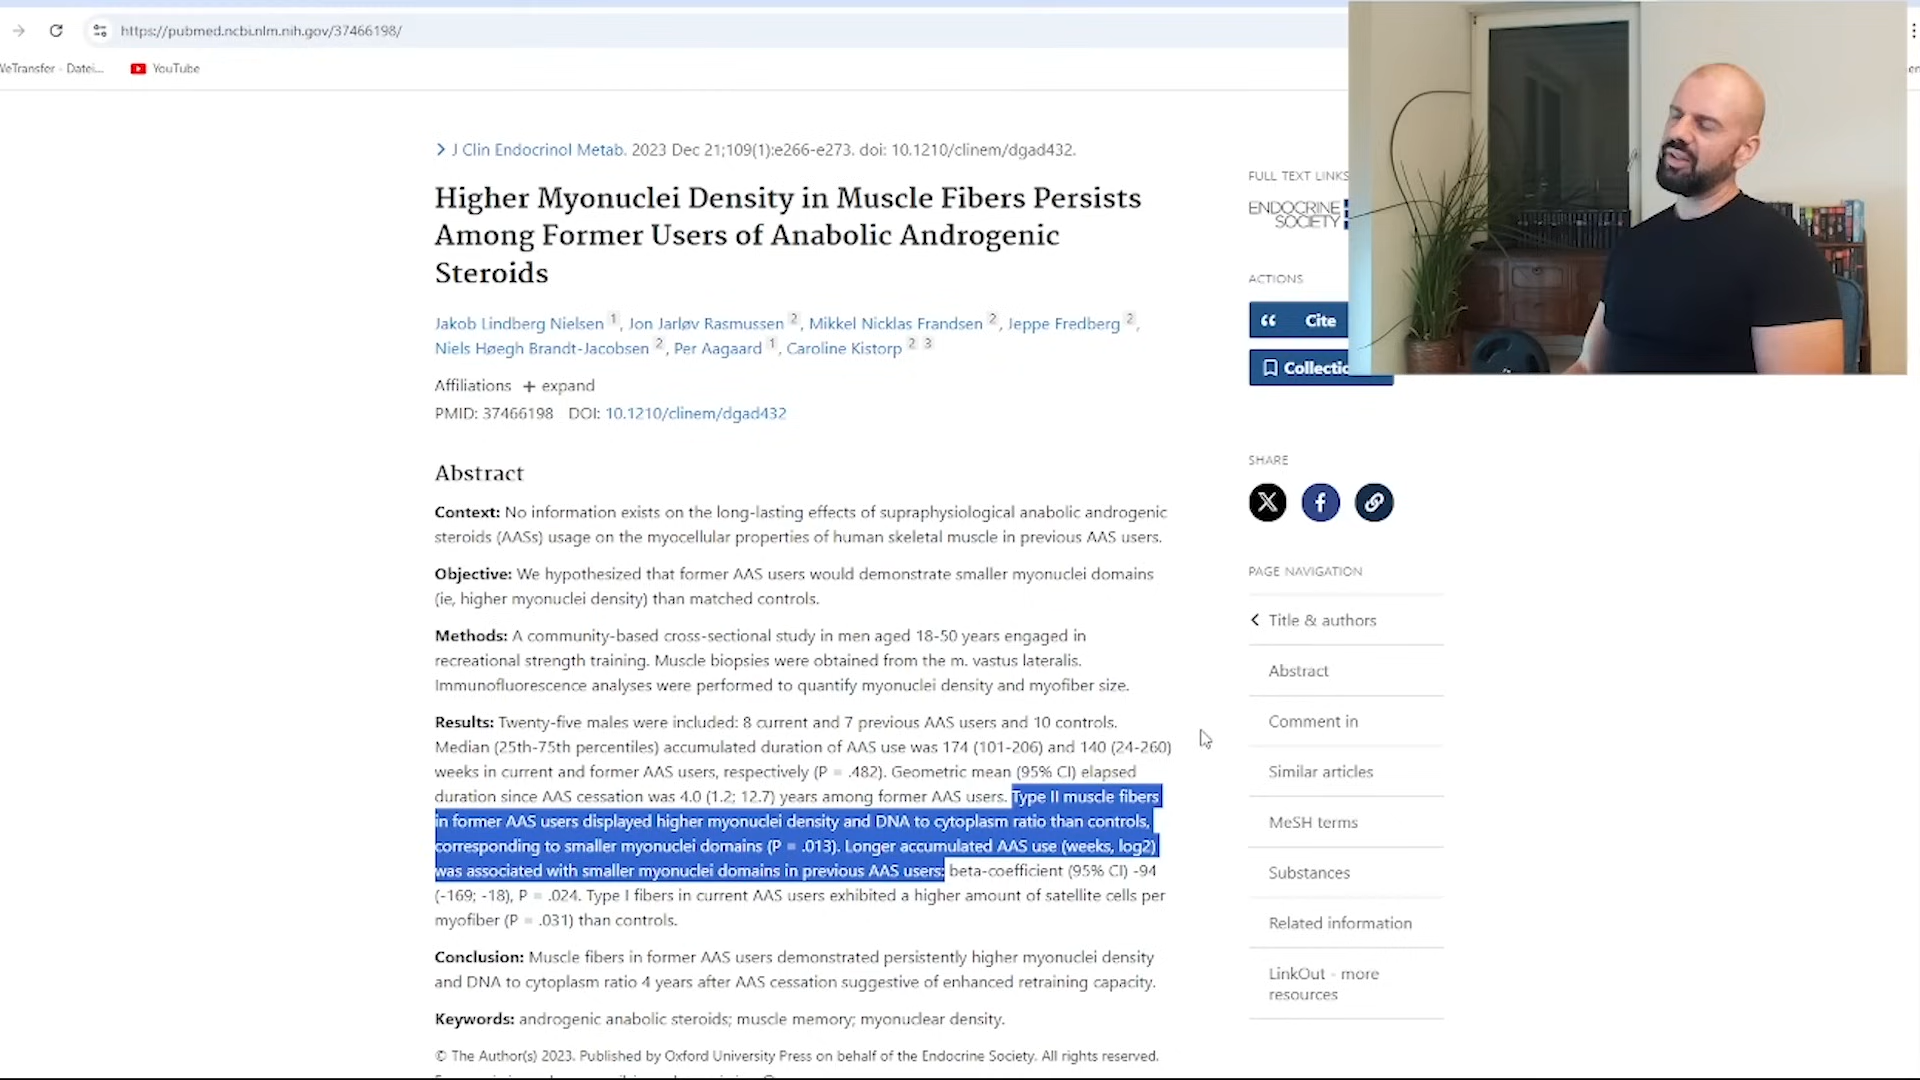 https://pubmed.ncbi.nlm.nih.gov/37466198/
WeTransfer - Datei... YouTube
J Clin Endocrinol Metab. 2023 Dec 21;109(1):e266-e273. doi: 10.1210/clinem/dgad432.
Higher Myonuclei Density in Muscle Fibers Persists
Among Former Users of Anabolic Androgenic
Steroids
Jakob Lindberg Nielsen 1, Jon Jarløv Rasmussen 2, Mikkel Nicklas Frandsen 2, Jeppe Fredberg 2,
Niels Høegh Brandt-Jacobsen 2, Per Aagaard 1, Caroline Kistorp 2 3
Affiliations + expand
PMID: 37466198 DOI: 10.1210/clinem/dgad432
Abstract
Context: No information exists on the long-lasting effects of supraphysiological anabolic androgenic
steroids (AASs) usage on the myocellular properties of human skeletal muscle in previous AAS users.
Objective: We hypothesized that former AAS users would demonstrate smaller myonuclei domains
(ie, higher myonuclei density) than matched controls.
Methods: A community-based cross-sectional study in men aged 18-50 years engaged in
recreational strength training. Muscle biopsies were obtained from the m. vastus lateralis.
Immunofluorescence analyses were performed to quantify myonuclei density and myofiber size.
Results: Twenty-five males were included: 8 current and 7 previous AAS users and 10 controls.
Median (25th-75th percentiles) accumulated duration of AAS use was 174 (101-206) and 140 (24-260)
weeks in current and former AAS users, respectively (P = .482). Geometric mean (95% CI) elapsed
duration since AAS cessation was 4.0 (1.2; 12.7) years among former AAS users. Type II muscle fibers
in former AAS users displayed higher myonuclei density and DNA to cytoplasm ratio than controls,
corresponding to smaller myonuclei domains (P = .013). Longer accumulated AAS use (weeks, log2)
was associated with smaller myonuclei domains in previous AAS users: beta-coefficient (95% CI) -94
(-169; -18), P = .024. Type I fibers in current AAS users exhibited a higher amount of satellite cells per
myofiber (P = .031) than controls.
Conclusion: Muscle fibers in former AAS users demonstrated persistently higher myonuclei density
and DNA to cytoplasm ratio 4 years after AAS cessation suggestive of enhanced retraining capacity.
Keywords: androgenic anabolic steroids; muscle memory; myonuclear density.
© The Author(s) 2023. Published by Oxford University Press on behalf of the Endocrine Society. All rights reserved.
FULL TEXT LINKS
ENDOCRINE
SOCIETY
ACTIONS
Cite
Collectio
SHARE
PAGE NAVIGATION
Title & authors
Abstract
Comment in
Similar articles
MeSH terms
Substances
Related information
LinkOut - more
resources